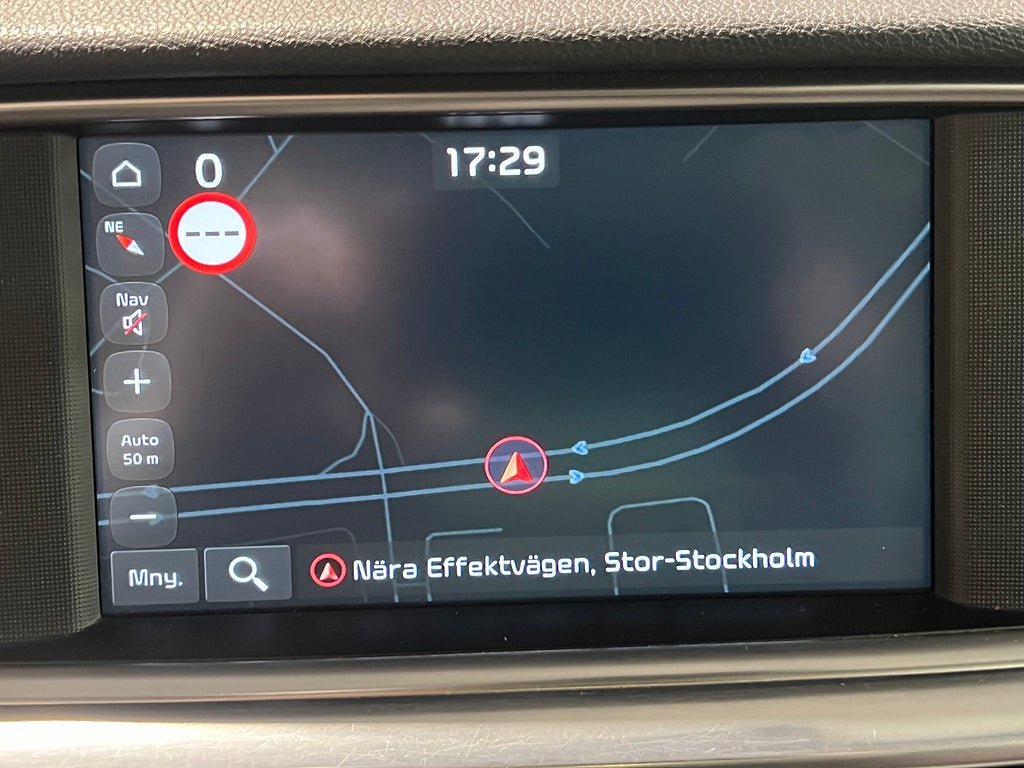 0
17:29
NE
---
Nav
+
Auto
50 m
−
Mny.
Nära Effektvägen, Stor-Stockholm